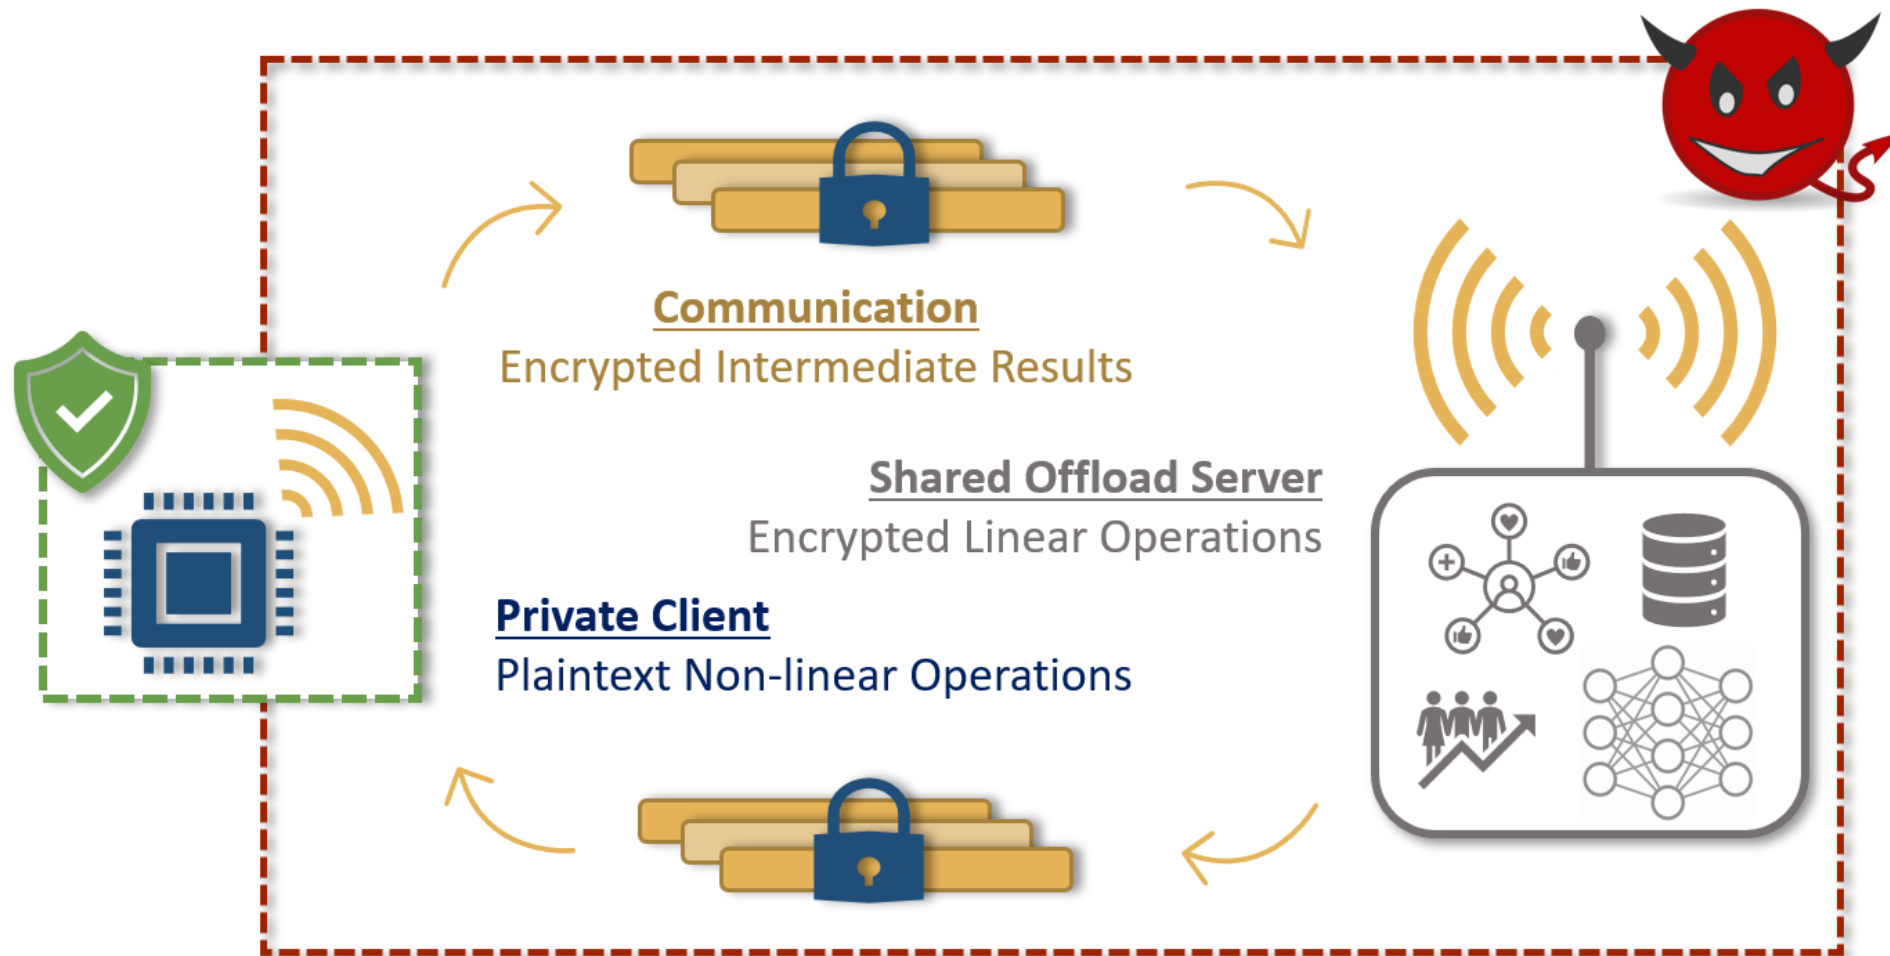 Communication
Encrypted Intermediate Results
Shared Offload Server
Encrypted Linear Operations
Private Client
Plaintext Non-linear Operations